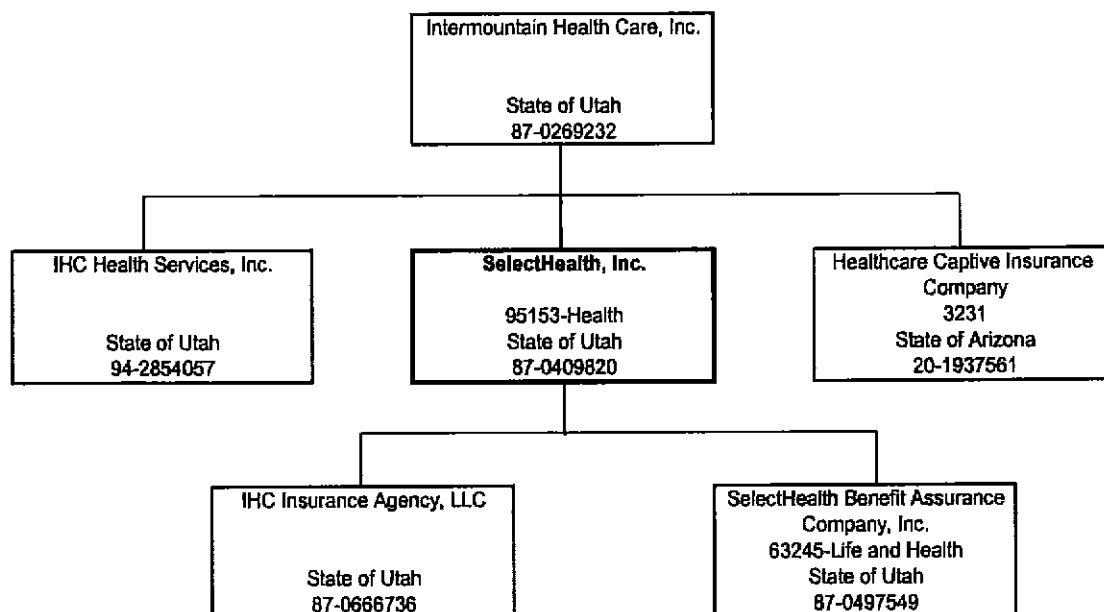 Intermountain Health Care, Inc.
State of Utah
87-0269232
IHC Health Services, Inc.
State of Utah
94-2854057
SelectHealth, Inc.
95153-Health
State of Utah
87-0409820
Healthcare Captive Insurance
Company
3231
State of Arizona
20-1937561
IHC Insurance Agency, LLC
State of Utah
87-0666736
SelectHealth Benefit Assurance
Company, Inc.
63245-Life and Health
State of Utah
87-0497549